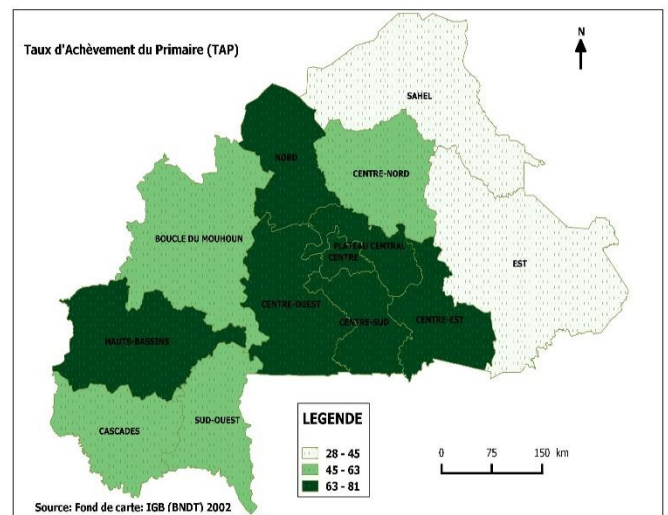 Taux d'Achèvement du Primaire (TAP)
N
SAHEL
NORD
CENTRE-NORD
BOUCLE DU MOUHOUN
PLATEAU CENTRAL
CENTRE
EST
CENTRE-OUEST
CENTRE-SUD
CENTRE-EST
HAUTS-BASSINS
CASCADES
SUD-OUEST
LEGENDE
28 - 45
45 - 63
63 - 81
0 75 150 km
Source: Fond de carte: IGB (BNDT) 2002